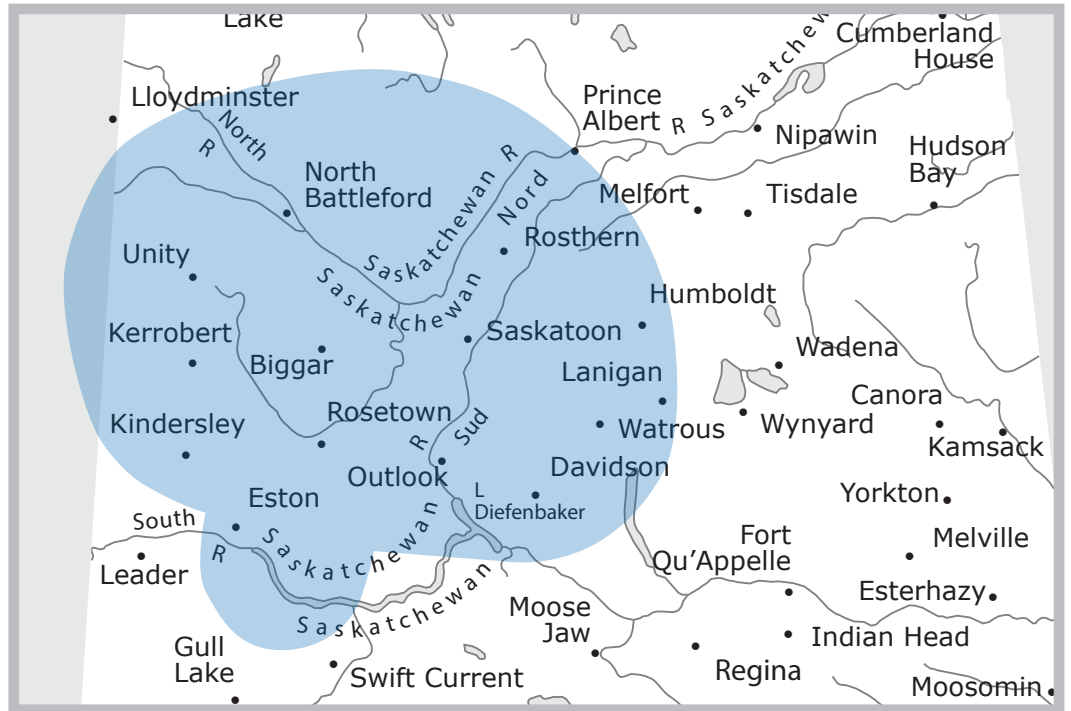 Lake
Cumberland
House
Lloydminster
Prince
Albert
R Saskatchew
Nipawin
North
R
Hudson
Bay
North
Battleford
Saskatchewan R
Nord
Melfort
Tisdale
Rosthern
Unity
Saskatchewan
Humboldt
Kerrobert
Saskatoon
Biggar
Wadena
Lanigan
Canora
Kindersley
Rosetown
R
Sud
Watrous
Wynyard
Kamsack
Outlook
Davidson
Eston
L
Diefenbaker
Yorkton
South
R
Saskatchewan
Fort
Qu’Appelle
Melville
Leader
Esterhazy
Saskatchewan
Moose
Jaw
Gull
Lake
Indian Head
Swift Current
Regina
Moosomin